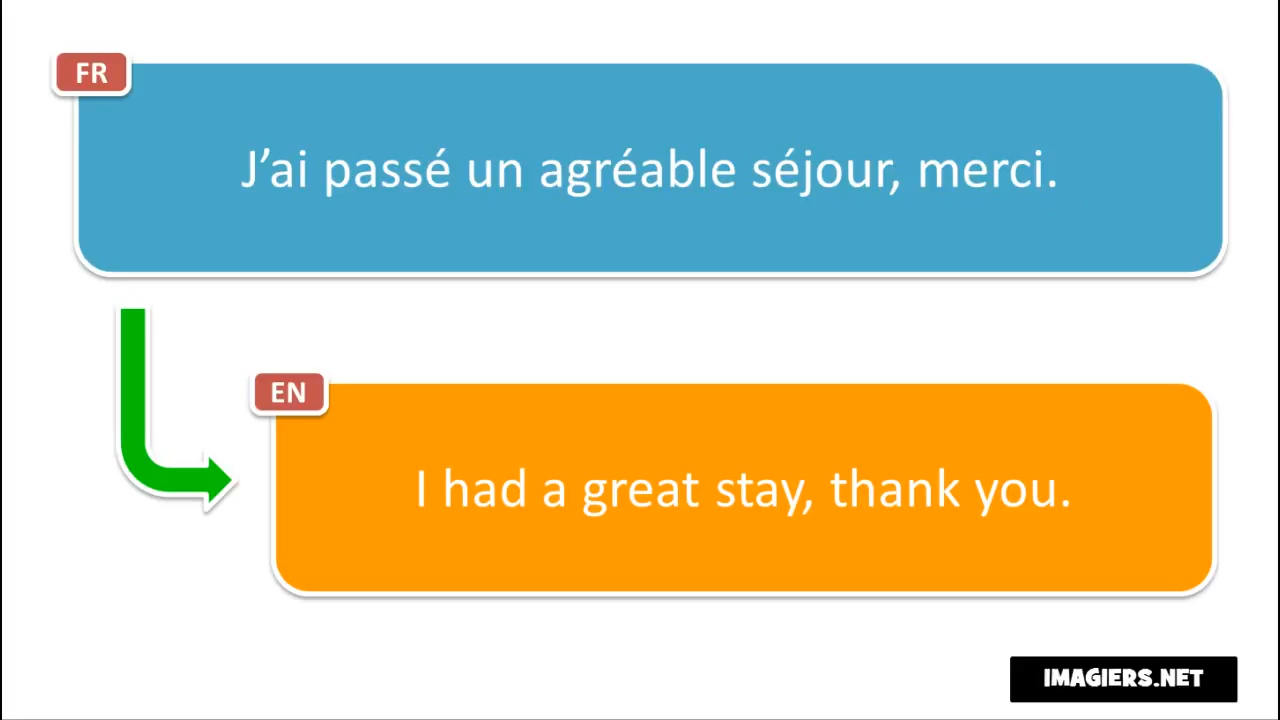 FR
J’ai passé un agréable séjour, merci.
EN
I had a great stay, thank you.
IMAGIERS.NET